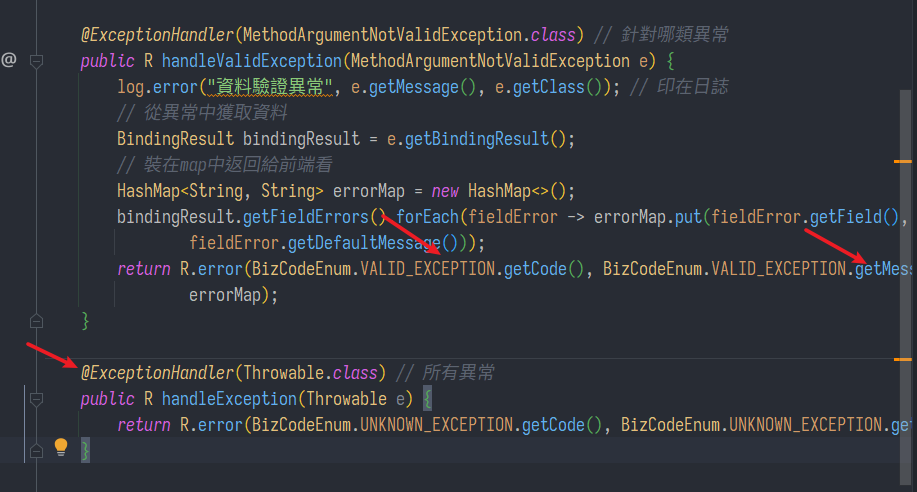 @ExceptionHandler(MethodArgumentNotValidException.class) // 針對哪類異常
@
public R handleValidException(MethodArgumentNotValidException e) {
log.error("資料驗證異常", e.getMessage(), e.getClass()); // 印在日誌
// 從異常中獲取資料
BindingResult bindingResult = e.getBindingResult();
// 裝在map中返回給前端看
HashMap<String, String> errorMap = new HashMap<>();
bindingResult.getFieldErrors().forEach(fieldError -> errorMap.put(fieldError.getField(),
fieldError.getDefaultMessage()));
return R.error(BizCodeEnum.VALID_EXCEPTION.getCode(), BizCodeEnum.VALID_EXCEPTION.getMess
errorMap);
}
@ExceptionHandler(Throwable.class) // 所有異常
public R handleException(Throwable e) {
return R.error(BizCodeEnum.UNKNOWN_EXCEPTION.getCode(), BizCodeEnum.UNKNOWN_EXCEPTION.get
}